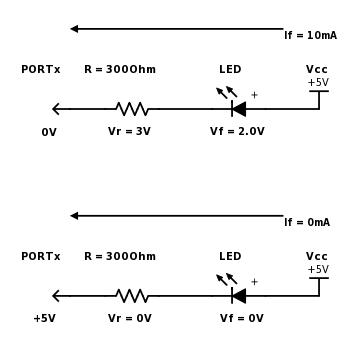 If = 10mA
PORTx R = 300Ohm LED Vcc
+5V
+
0V Vr = 3V Vf = 2.0V
If = 0mA
PORTx R = 300Ohm LED Vcc
+5V
+
+5V Vr = 0V Vf = 0V